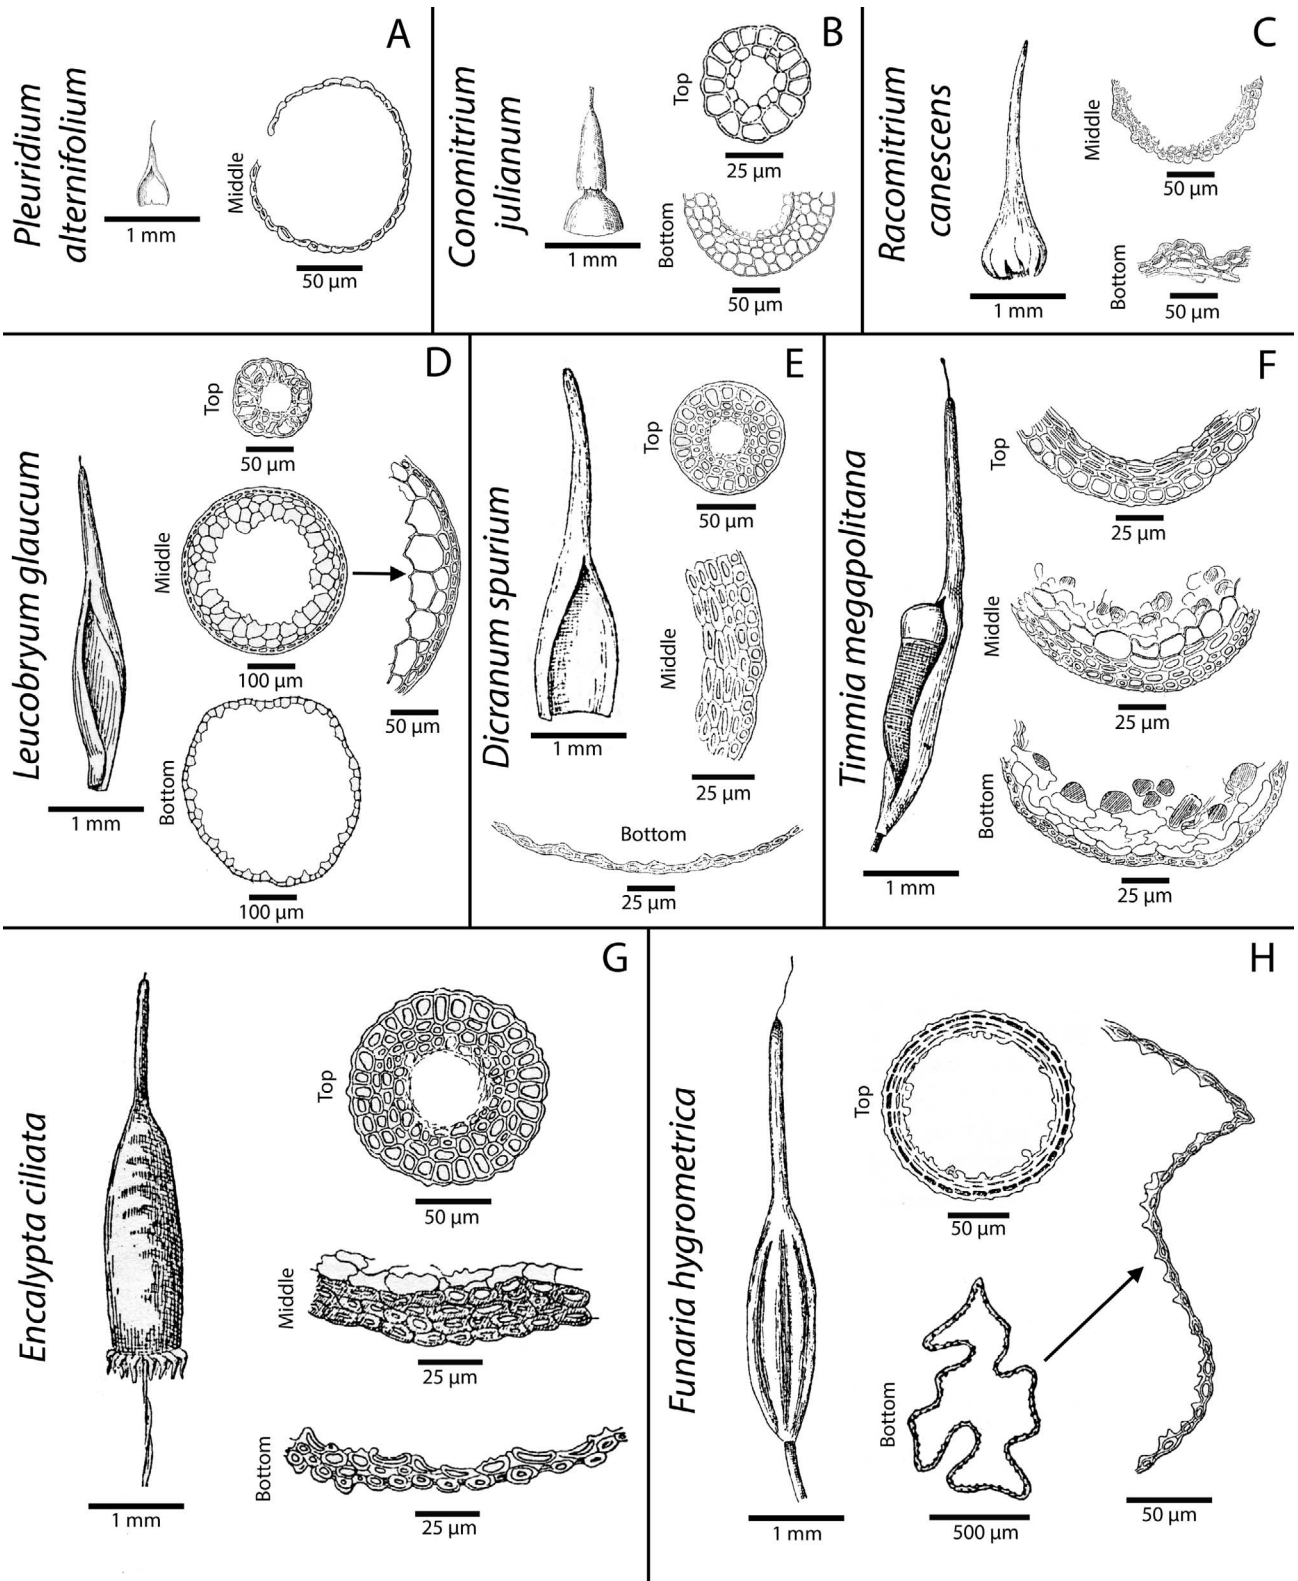 A
Pleuridium
alternifolium
1 mm
Middle
50 µm
B
Conomitrium
julianum
1 mm
Top
25 µm
Bottom
50 µm
C
Racomitrium
canescens
1 mm
Middle
50 µm
Bottom
50 µm
D
Leucobryum glaucum
1 mm
Top
50 µm
Middle
100 µm
50 µm
Bottom
100 µm
E
Dicranum spurium
1 mm
Top
50 µm
Middle
25 µm
Bottom
25 µm
F
Timmia megapolitana
1 mm
Top
25 µm
Middle
25 µm
Bottom
25 µm
G
Encalypta ciliata
1 mm
Top
50 µm
Middle
25 µm
Bottom
25 µm
H
Funaria hygrometrica
1 mm
Top
50 µm
Bottom
500 µm
50 µm